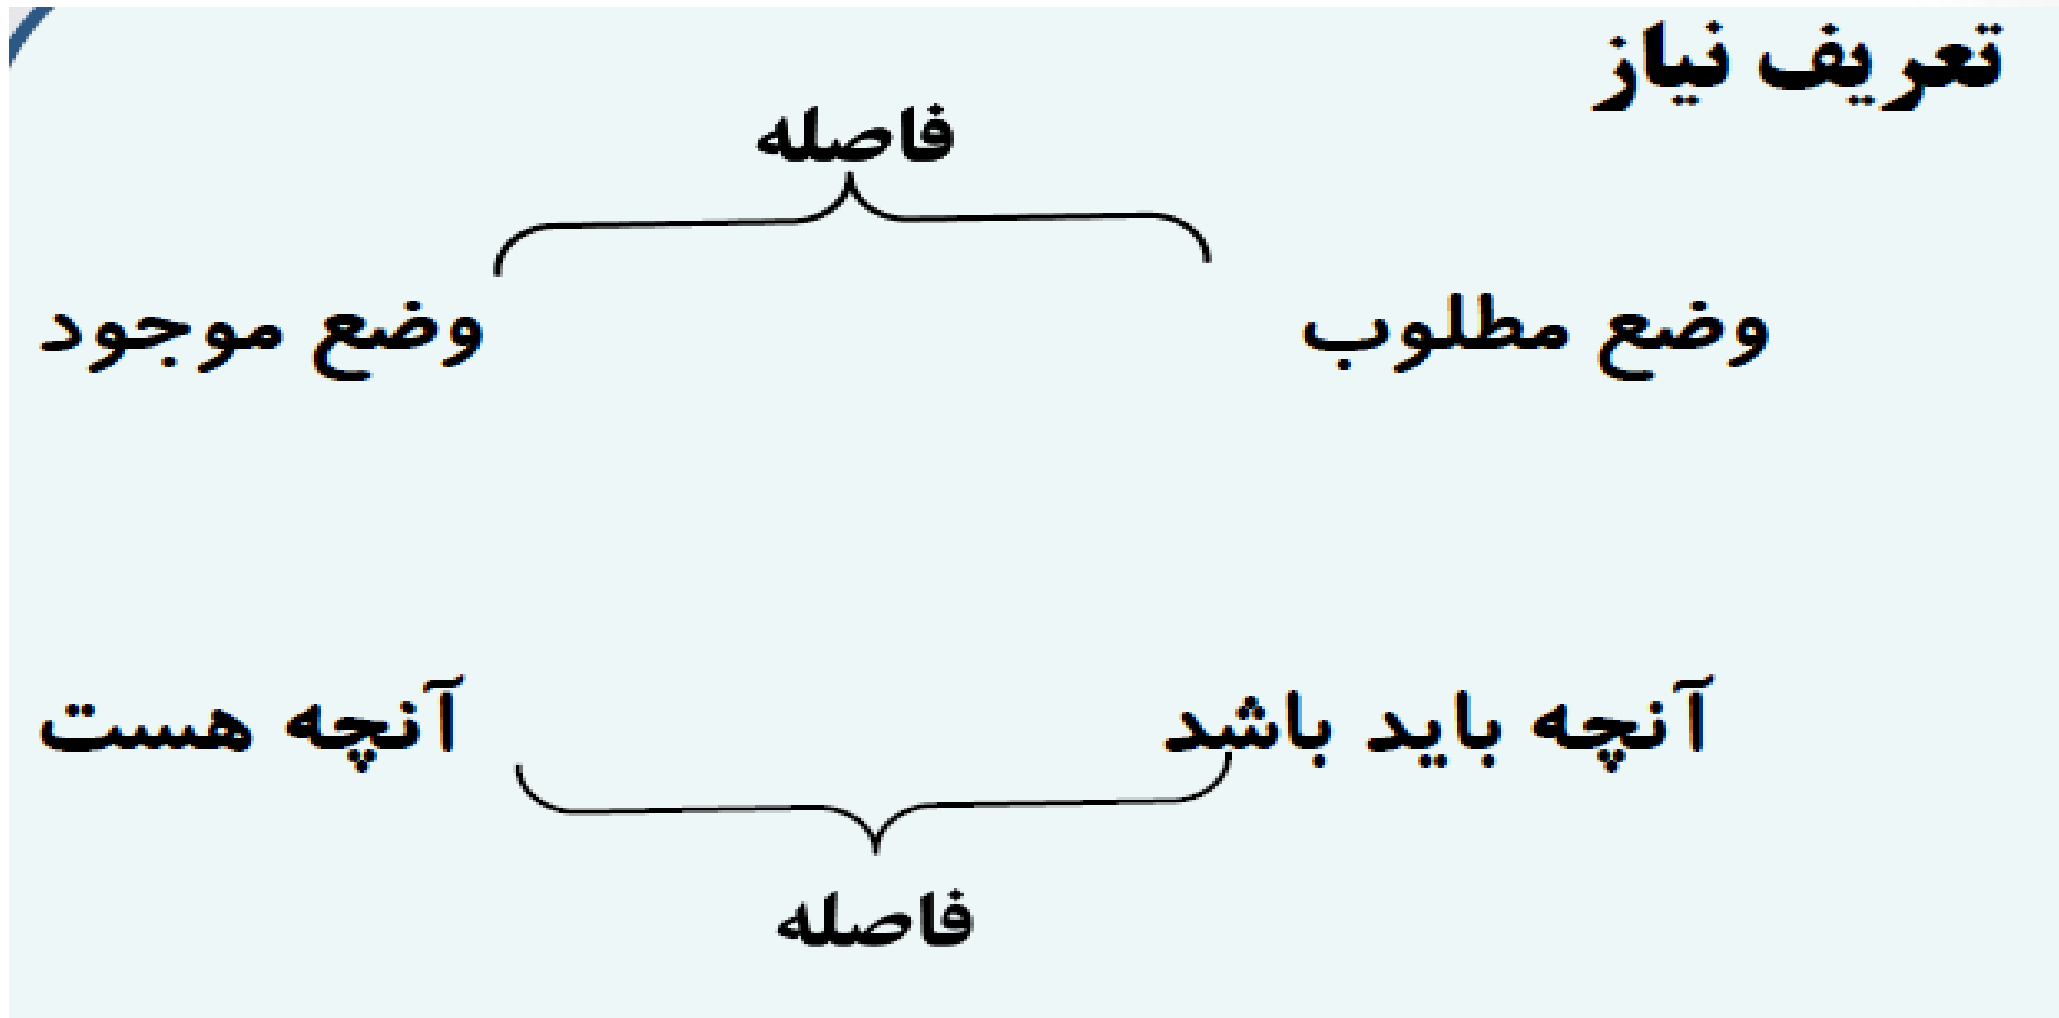 تعریف نیاز
فاصله
وضع مطلوب وضع موجود
آنچه باید باشد آنچه هست
فاصله